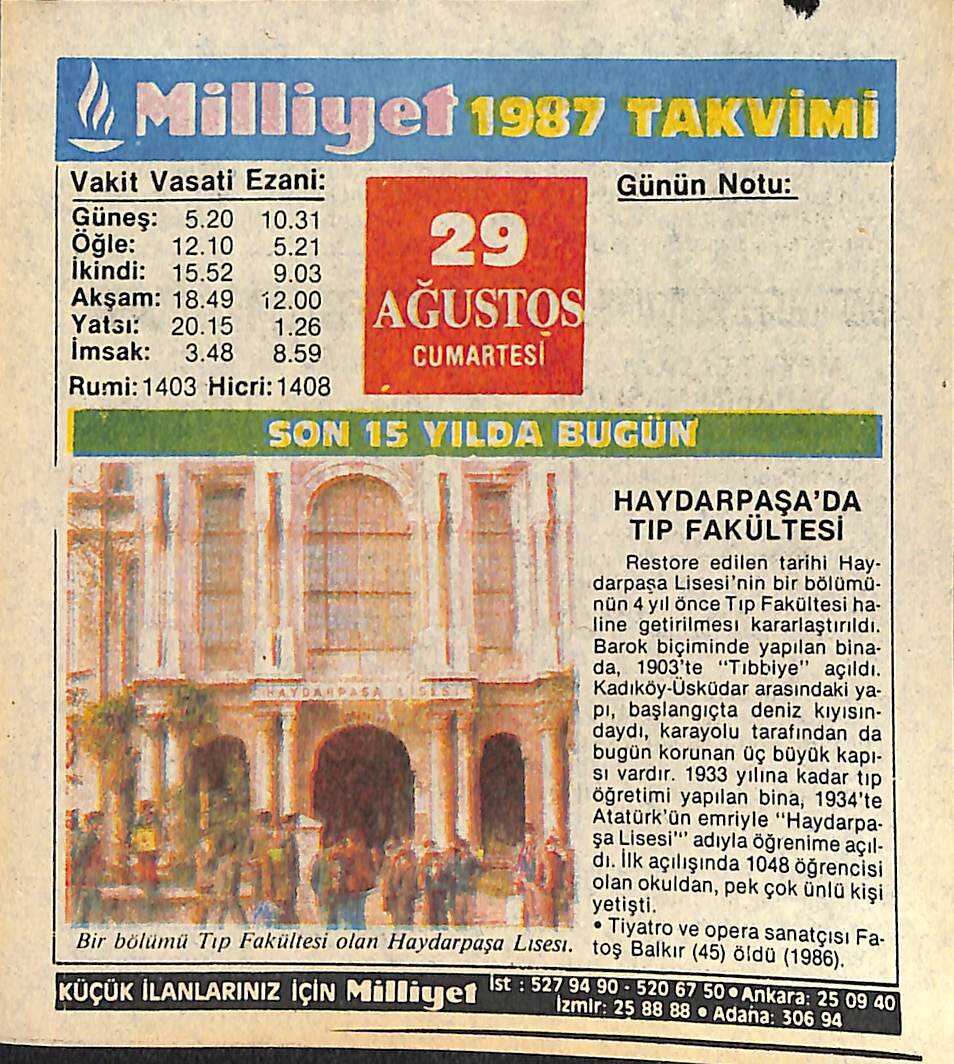 Milliyet 1987 TAKVİMİ
Vakit Vasati Ezani:
Güneş: 5.20 10.31
Öğle: 12.10 5.21
İkindi: 15.52 9.03
Akşam: 18.49 12.00
Yatsı: 20.15 1.26
İmsak: 3.48 8.59
Rumi: 1403 Hicri: 1408
29
AĞUSTOS
CUMARTESİ
Günün Notu:
SON 15 YILDA BUGÜN
HAYDARPAŞA LİSESİ
Bir bölümü Tıp Fakültesi olan Haydarpaşa Lisesi.
HAYDARPAŞA'DA
TIP FAKÜLTESİ
Restore edilen tarihi Hay-
darpaşa Lisesi'nin bir bölümü-
nün 4 yıl önce Tıp Fakültesi ha-
line getirilmesi kararlaştırıldı.
Barok biçiminde yapılan bina-
da, 1903'te "Tıbbiye" açıldı.
Kadıköy-Üsküdar arasındaki ya-
pı, başlangıçta deniz kıyısın-
daydı, karayolu tarafından da
bugün korunan üç büyük kapı-
sı vardır. 1933 yılına kadar tıp
öğretimi yapılan bina, 1934'te
Atatürk'ün emriyle "Haydarpa-
şa Lisesi"' adıyla öğrenime açıl-
dı. İlk açılışında 1048 öğrencisi
olan okuldan, pek çok ünlü kişi
yetişti.
• Tiyatro ve opera sanatçısı Fa-
toş Balkır (45) öldü (1986).
KÜÇÜK İLANLARINIZ İÇİN Milliyet
İst : 527 94 90 - 520 67 50 • Ankara: 25 09 40
İzmir: 25 88 88 • Adana: 306 94